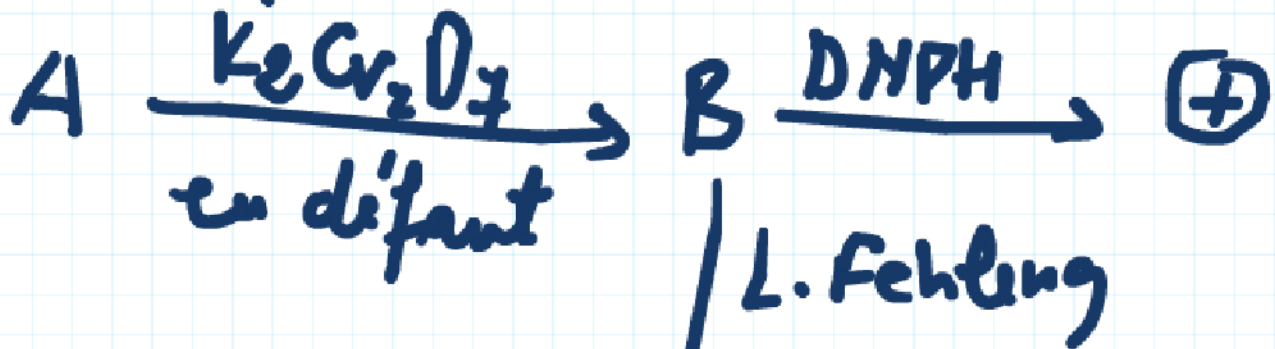 A K2Cr2O7 B DNPH +
en défaut
L. Fehling